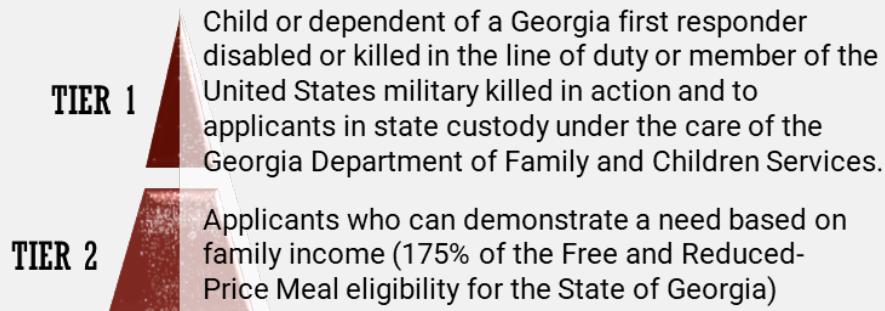 TIER 1
Child or dependent of a Georgia first responder
disabled or killed in the line of duty or member of the
United States military killed in action and to
applicants in state custody under the care of the
Georgia Department of Family and Children Services.
TIER 2
Applicants who can demonstrate a need based on
family income (175% of the Free and Reduced-
Price Meal eligibility for the State of Georgia)